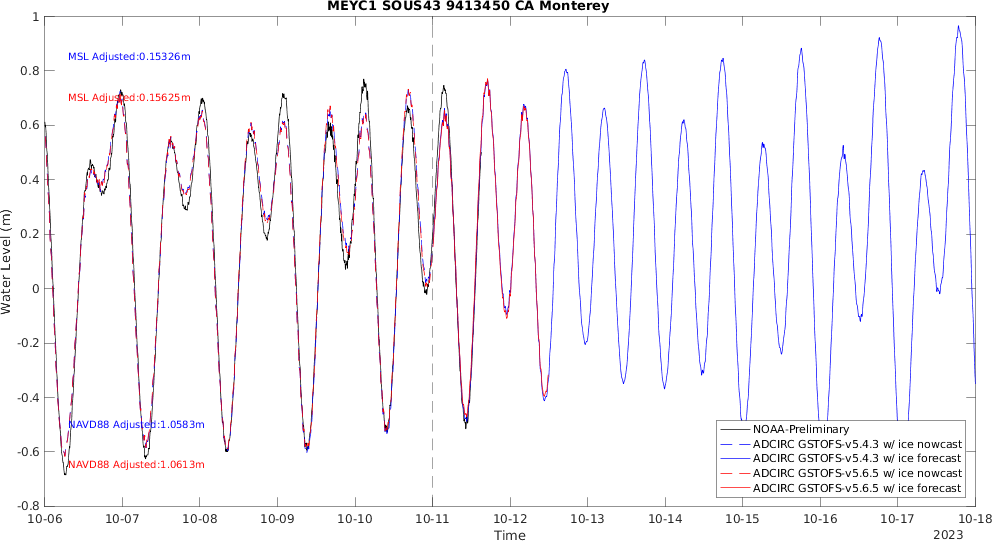 MEYC1 SOUS43 9413450 CA Monterey
1
0.8
0.6
0.4
0.2
0
-0.2
-0.4
-0.6
-0.8
Water Level (m)
MSL Adjusted:0.15326m
MSL Adjusted:0.15625m
NAVD88 Adjusted:1.0583m
NAVD88 Adjusted:1.0613m
NOAA-Preliminary
ADCIRC GSTOFS-v5.4.3 w/ ice nowcast
ADCIRC GSTOFS-v5.4.3 w/ ice forecast
ADCIRC GSTOFS-v5.6.5 w/ ice nowcast
ADCIRC GSTOFS-v5.6.5 w/ ice forecast
10-06 10-07 10-08 10-09 10-10 10-11 10-12 10-13 10-14 10-15 10-16 10-17 10-18
Time
2023